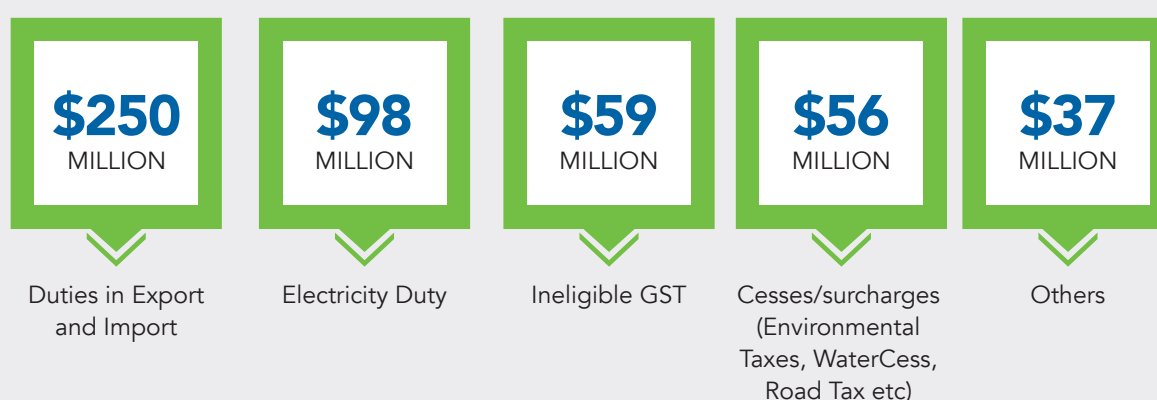 $250
MILLION
Duties in Export
and Import
$98
MILLION
Electricity Duty
$59
MILLION
Ineligible GST
$56
MILLION
Cesses/surcharges
(Environmental
Taxes, WaterCess,
Road Tax etc)
$37
MILLION
Others